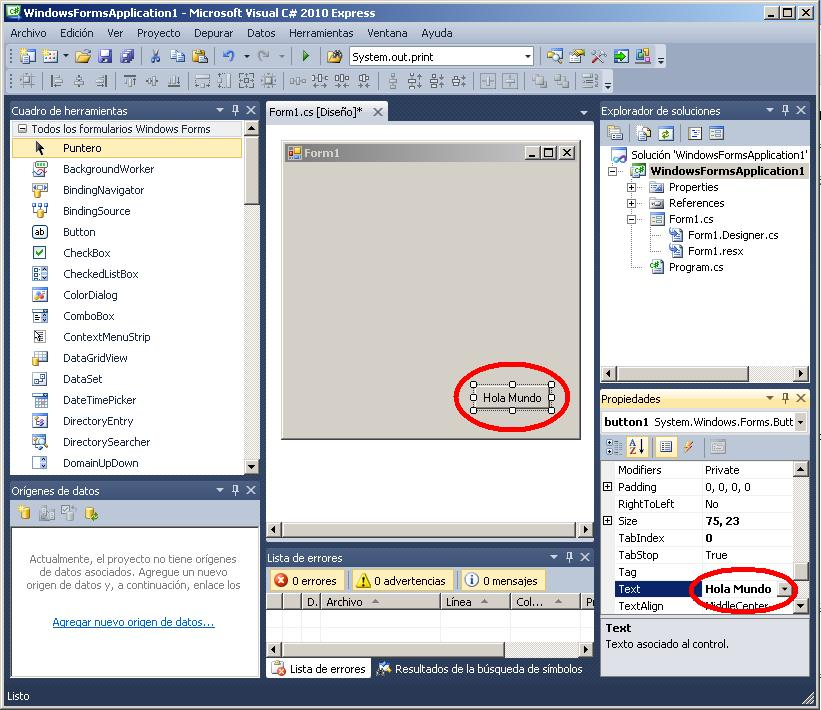 WindowsFormsApplication1 - Microsoft Visual C# 2010 Express
Archivo Edición Ver Proyecto Depurar Datos Herramientas Ventana Ayuda
System.out.print
Cuadro de herramientas
Todos los formularios Windows Forms
Puntero
BackgroundWorker
BindingNavigator
BindingSource
Button
CheckBox
CheckedListBox
ColorDialog
ComboBox
ContextMenuStrip
DataGridView
DataSet
DateTimePicker
DirectoryEntry
DirectorySearcher
DomainUpDown
Orígenes de datos
Actualmente, el proyecto no tiene orígenes
de datos asociados. Agregue un nuevo
origen de datos y, a continuación, enlace los
Agregar nuevo origen de datos...
Form1.cs [Diseño]*
Form1
Hola Mundo
Lista de errores
0 errores 0 advertencias 0 mensajes
D. Archivo Línea Col... P
Lista de errores Resultados de la búsqueda de símbolos
Explorador de soluciones
Solución 'WindowsFormsApplication1'
WindowsFormsApplication1
Properties
References
Form1.cs
Form1.Designer.cs
Form1.resx
Program.cs
Propiedades
button1 System.Windows.Forms.Butt
Modifiers Private
Padding 0, 0, 0, 0
RightToLeft No
Size 75, 23
TabIndex 0
TabStop True
Tag
Text Hola Mundo
TextAlign MiddleCenter
Text
Texto asociado al control.
Listo